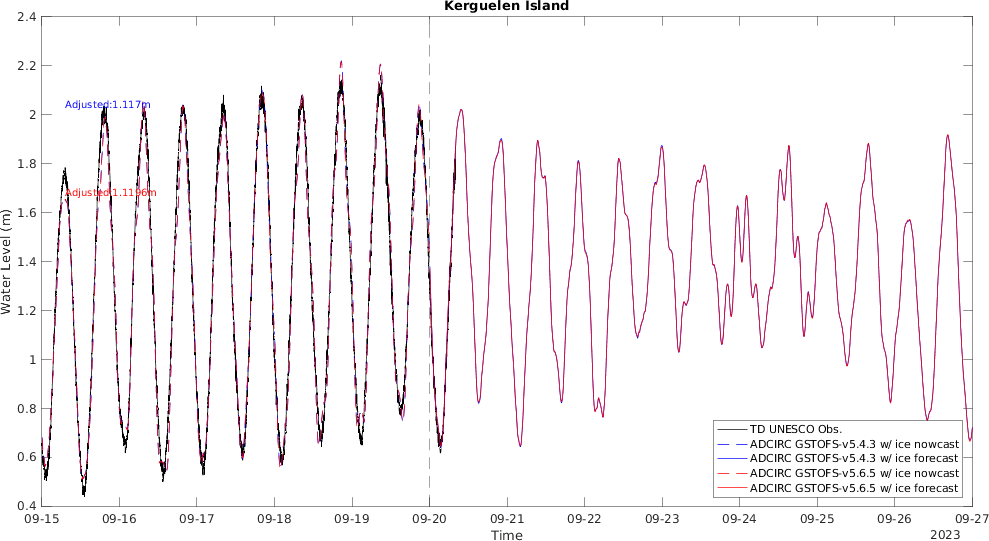 Kerguelen Island
2.4
2.2
2
1.8
1.6
1.4
1.2
1
0.8
0.6
0.4
Water Level (m)
Adjusted:1.117m
Adjusted:1.1196m
TD UNESCO Obs.
ADCIRC GSTOFS-v5.4.3 w/ ice nowcast
ADCIRC GSTOFS-v5.4.3 w/ ice forecast
ADCIRC GSTOFS-v5.6.5 w/ ice nowcast
ADCIRC GSTOFS-v5.6.5 w/ ice forecast
09-15 09-16 09-17 09-18 09-19 09-20 09-21 09-22 09-23 09-24 09-25 09-26 09-27
Time
2023